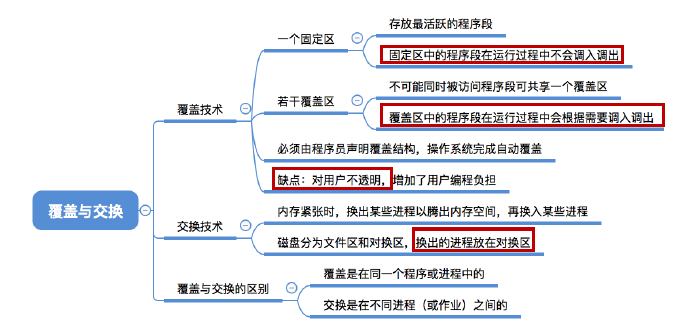 一个固定区
存放最活跃的程序段
固定区中的程序段在运行过程中不会调入调出
若干覆盖区
不可能同时被访问程序段可共享一个覆盖区
覆盖区中的程序段在运行过程中会根据需要调入调出
覆盖技术
必须由程序员声明覆盖结构，操作系统完成自动覆盖
缺点：对用户不透明，增加了用户编程负担
覆盖与交换
交换技术
内存紧张时，换出某些进程以腾出内存空间，再换入某些进程
磁盘分为文件区和对换区，换出的进程放在对换区
覆盖与交换的区别
覆盖是在同一个程序或进程中的
交换是在不同进程（或作业）之间的